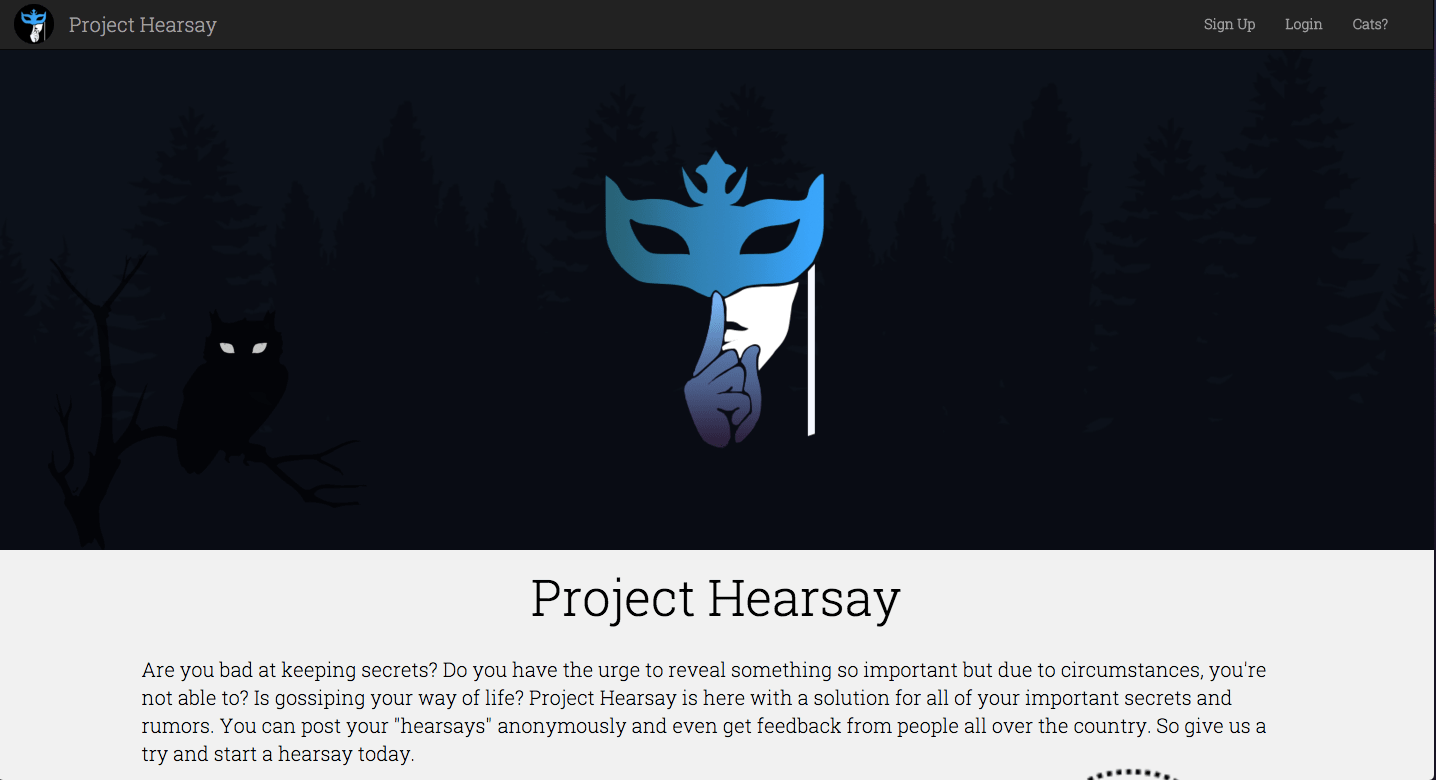 Project Hearsay
Sign Up
Login
Cats?
Project Hearsay
Are you bad at keeping secrets? Do you have the urge to reveal something so important but due to circumstances, you're
not able to? Is gossiping your way of life? Project Hearsay is here with a solution for all of your important secrets and
rumors. You can post your "hearsays" anonymously and even get feedback from people all over the country. So give us a
try and start a hearsay today.